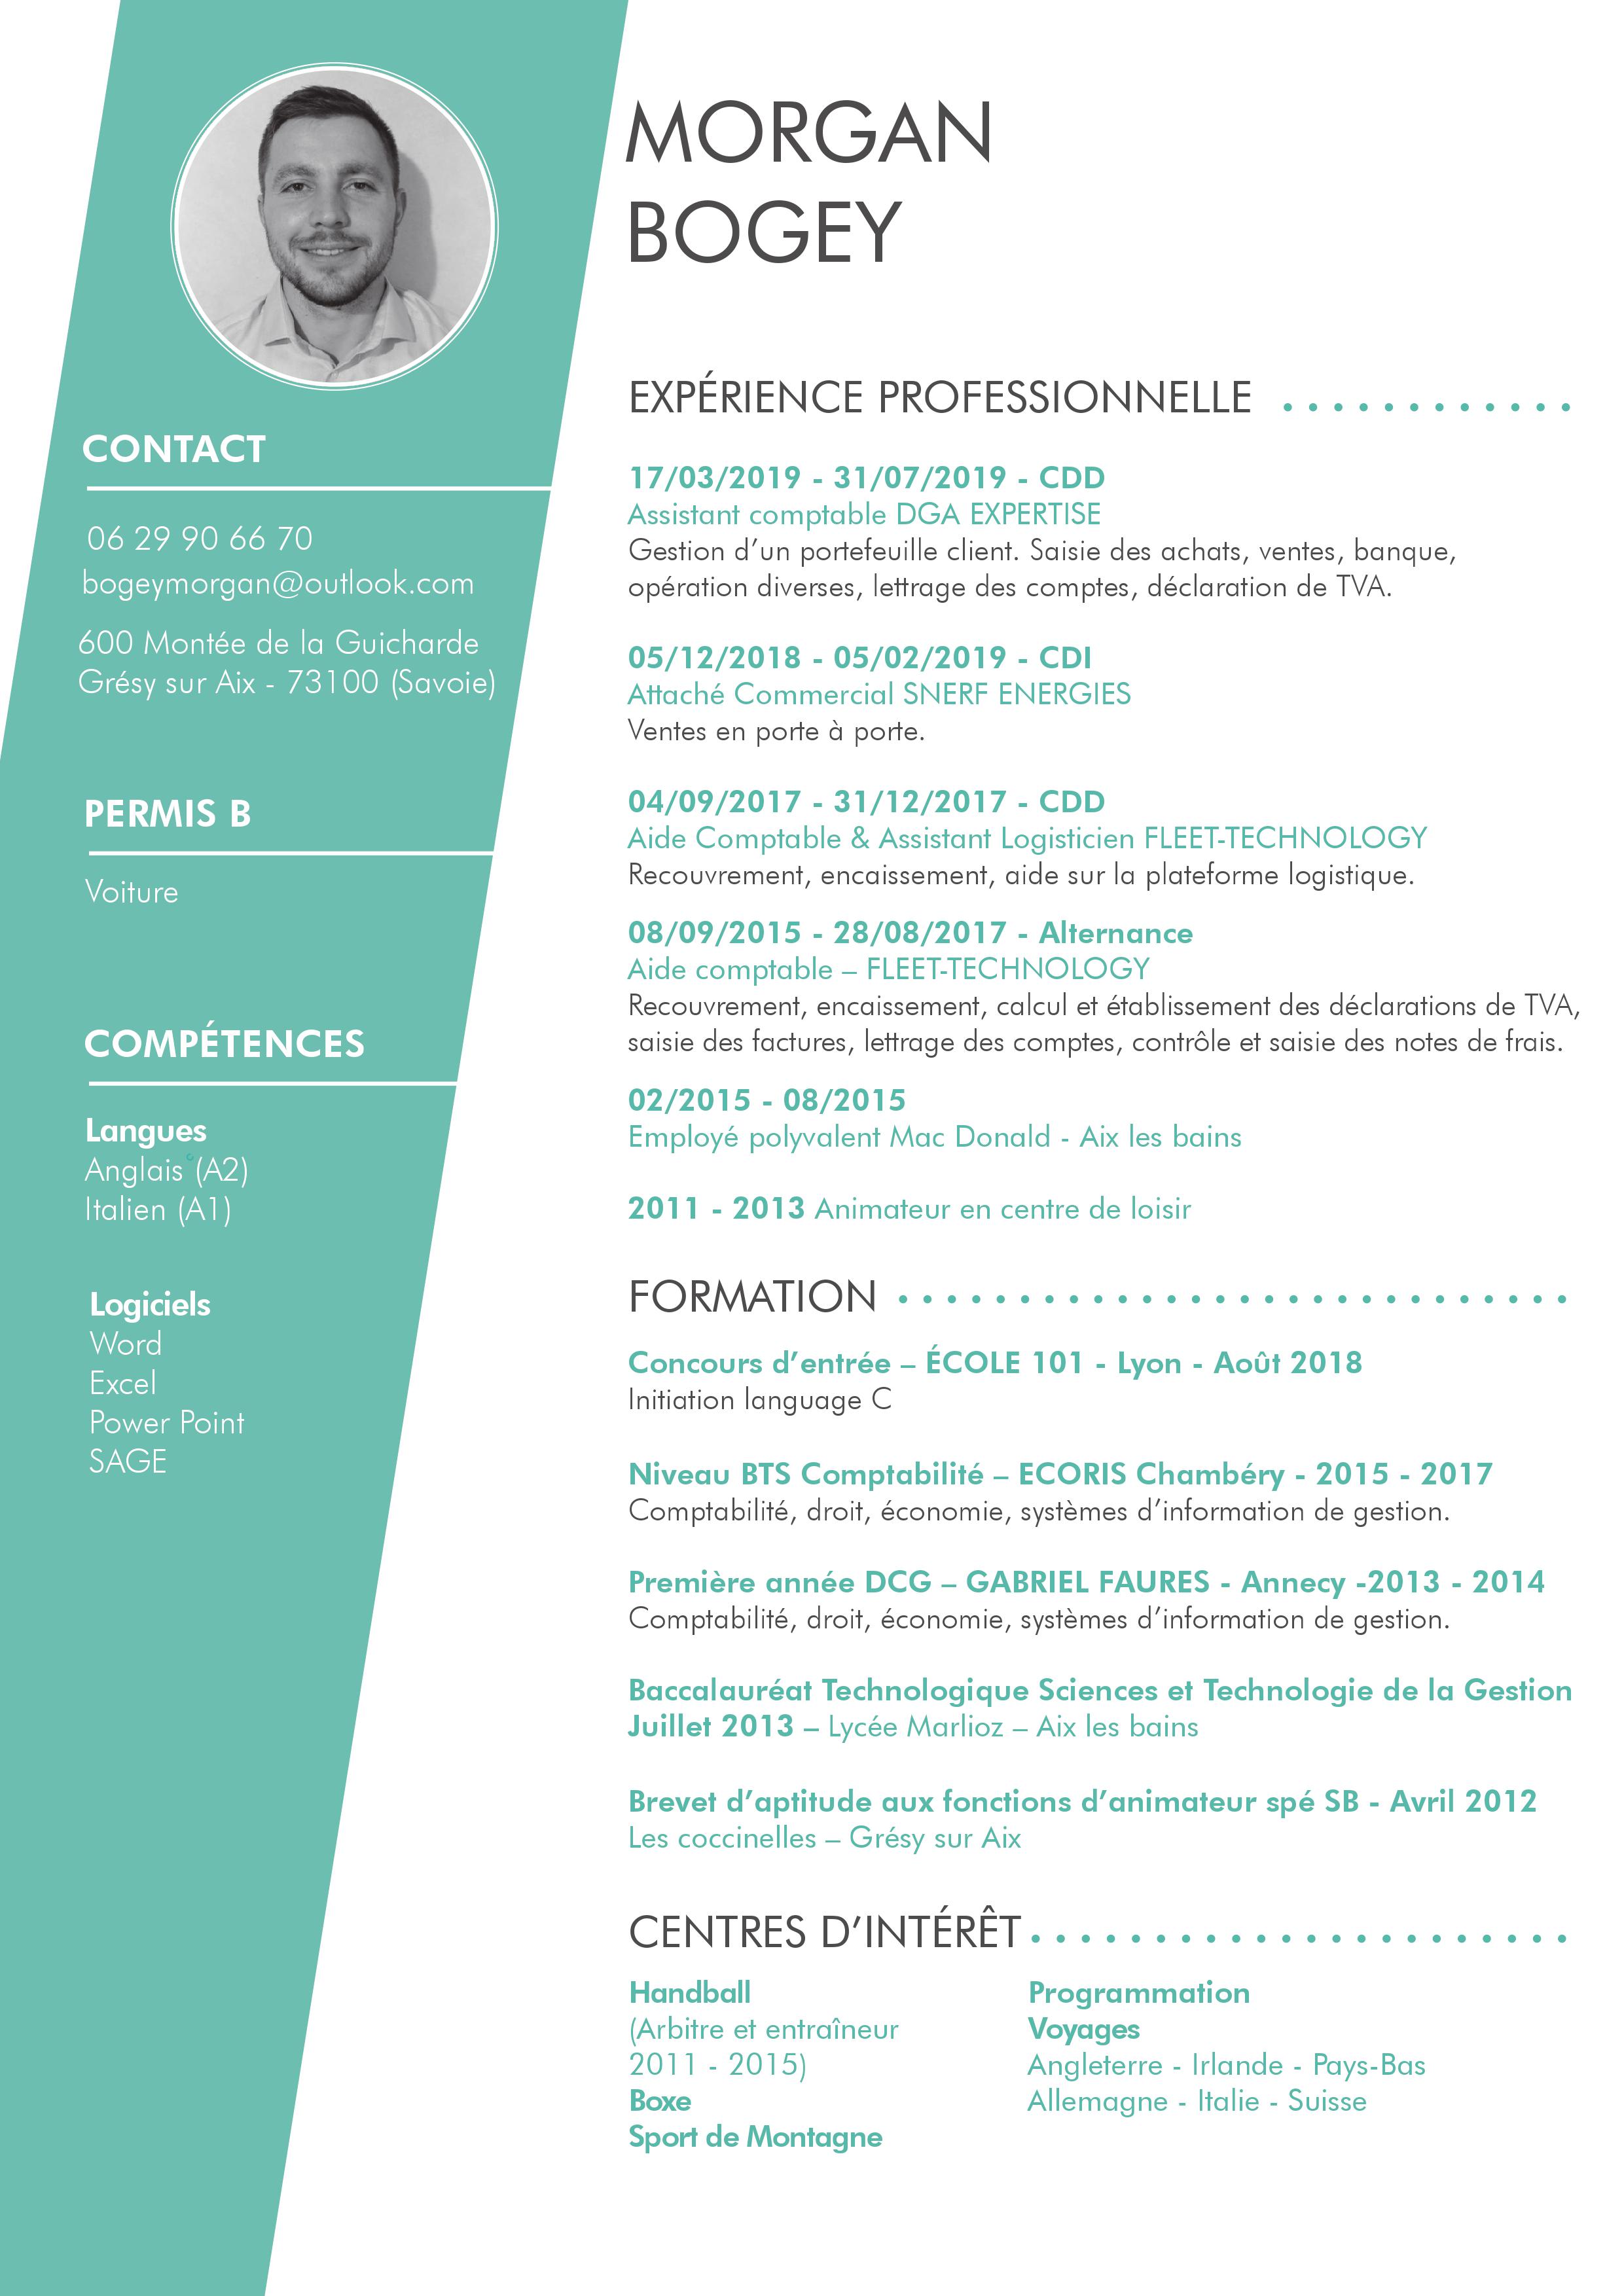 MORGAN
BOGEY
CONTACT
06 29 90 66 70
bogeymorgan@outlook.com
600 Montée de la Guicharde
Grésy sur Aix - 73100 (Savoie)
PERMIS B
Voiture
COMPÉTENCES
Langues
Anglais (A2)
Italien (A1)
Logiciels
Word
Excel
Power Point
SAGE
EXPÉRIENCE PROFESSIONNELLE
17/03/2019 - 31/07/2019 - CDD
Assistant comptable DGA EXPERTISE
Gestion d’un portefeuille client. Saisie des achats, ventes, banque,
opération diverses, lettrage des comptes, déclaration de TVA.
05/12/2018 - 05/02/2019 - CDI
Attaché Commercial SNERF ENERGIES
Ventes en porte à porte.
04/09/2017 - 31/12/2017 - CDD
Aide Comptable & Assistant Logisticien FLEET-TECHNOLOGY
Recouvrement, encaissement, aide sur la plateforme logistique.
08/09/2015 - 28/08/2017 - Alternance
Aide comptable – FLEET-TECHNOLOGY
Recouvrement, encaissement, calcul et établissement des déclarations de TVA,
saisie des factures, lettrage des comptes, contrôle et saisie des notes de frais.
02/2015 - 08/2015
Employé polyvalent Mac Donald - Aix les bains
2011 - 2013 Animateur en centre de loisir
FORMATION
Concours d’entrée – ÉCOLE 101 - Lyon - Août 2018
Initiation language C
Niveau BTS Comptabilité – ECORIS Chambéry - 2015 - 2017
Comptabilité, droit, économie, systèmes d’information de gestion.
Première année DCG – GABRIEL FAURES - Annecy -2013 - 2014
Comptabilité, droit, économie, systèmes d’information de gestion.
Baccalauréat Technologique Sciences et Technologie de la Gestion
Juillet 2013 – Lycée Marlioz – Aix les bains
Brevet d’aptitude aux fonctions d’animateur spé SB - Avril 2012
Les coccinelles – Grésy sur Aix
CENTRES D’INTÉRÊT
Handball
(Arbitre et entraîneur
2011 - 2015)
Boxe
Sport de Montagne
Programmation
Voyages
Angleterre - Irlande - Pays-Bas
Allemagne - Italie - Suisse